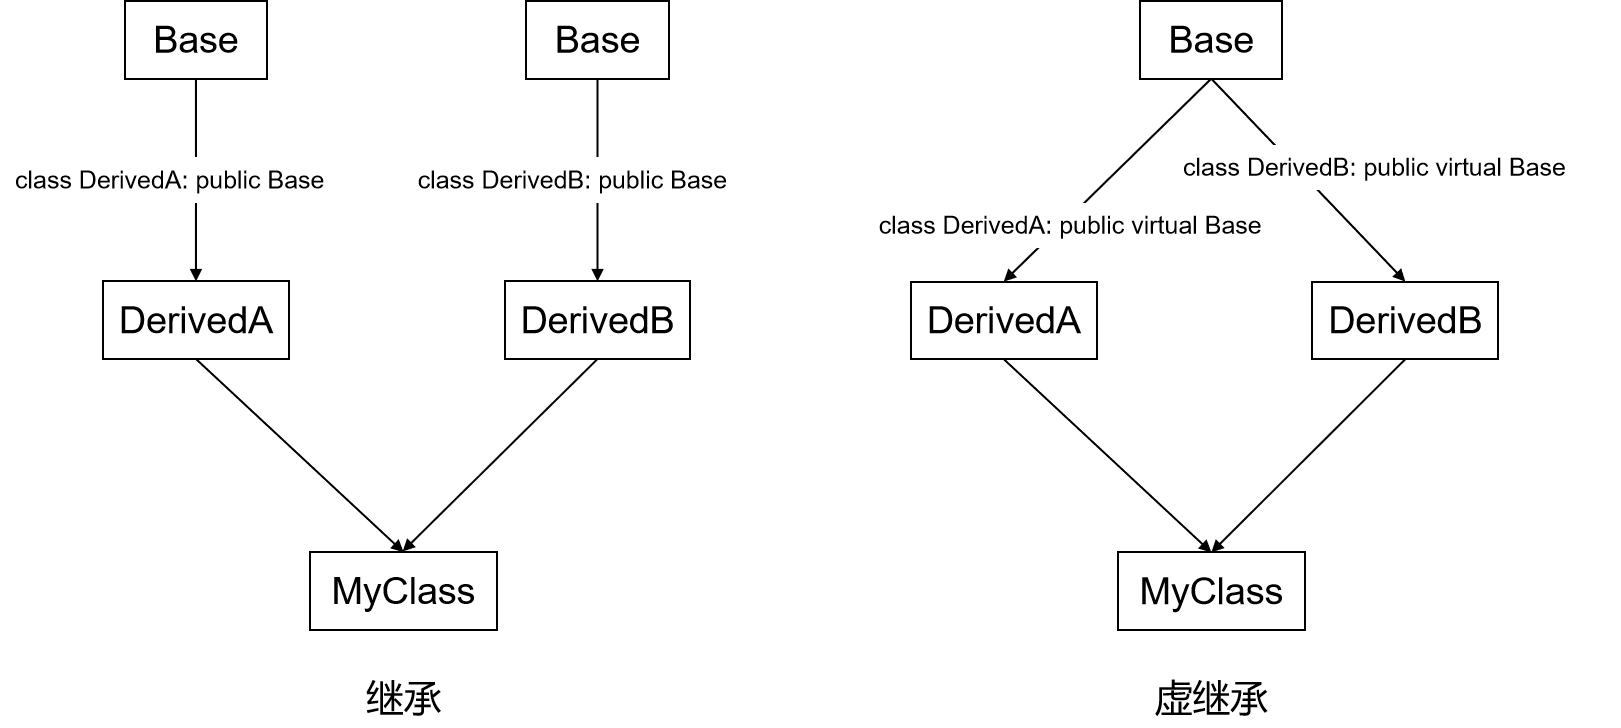 Base
Base
class DerivedA: public Base
class DerivedB: public Base
DerivedA
DerivedB
MyClass
继承
Base
class DerivedB: public virtual Base
class DerivedA: public virtual Base
DerivedA
DerivedB
MyClass
虚继承